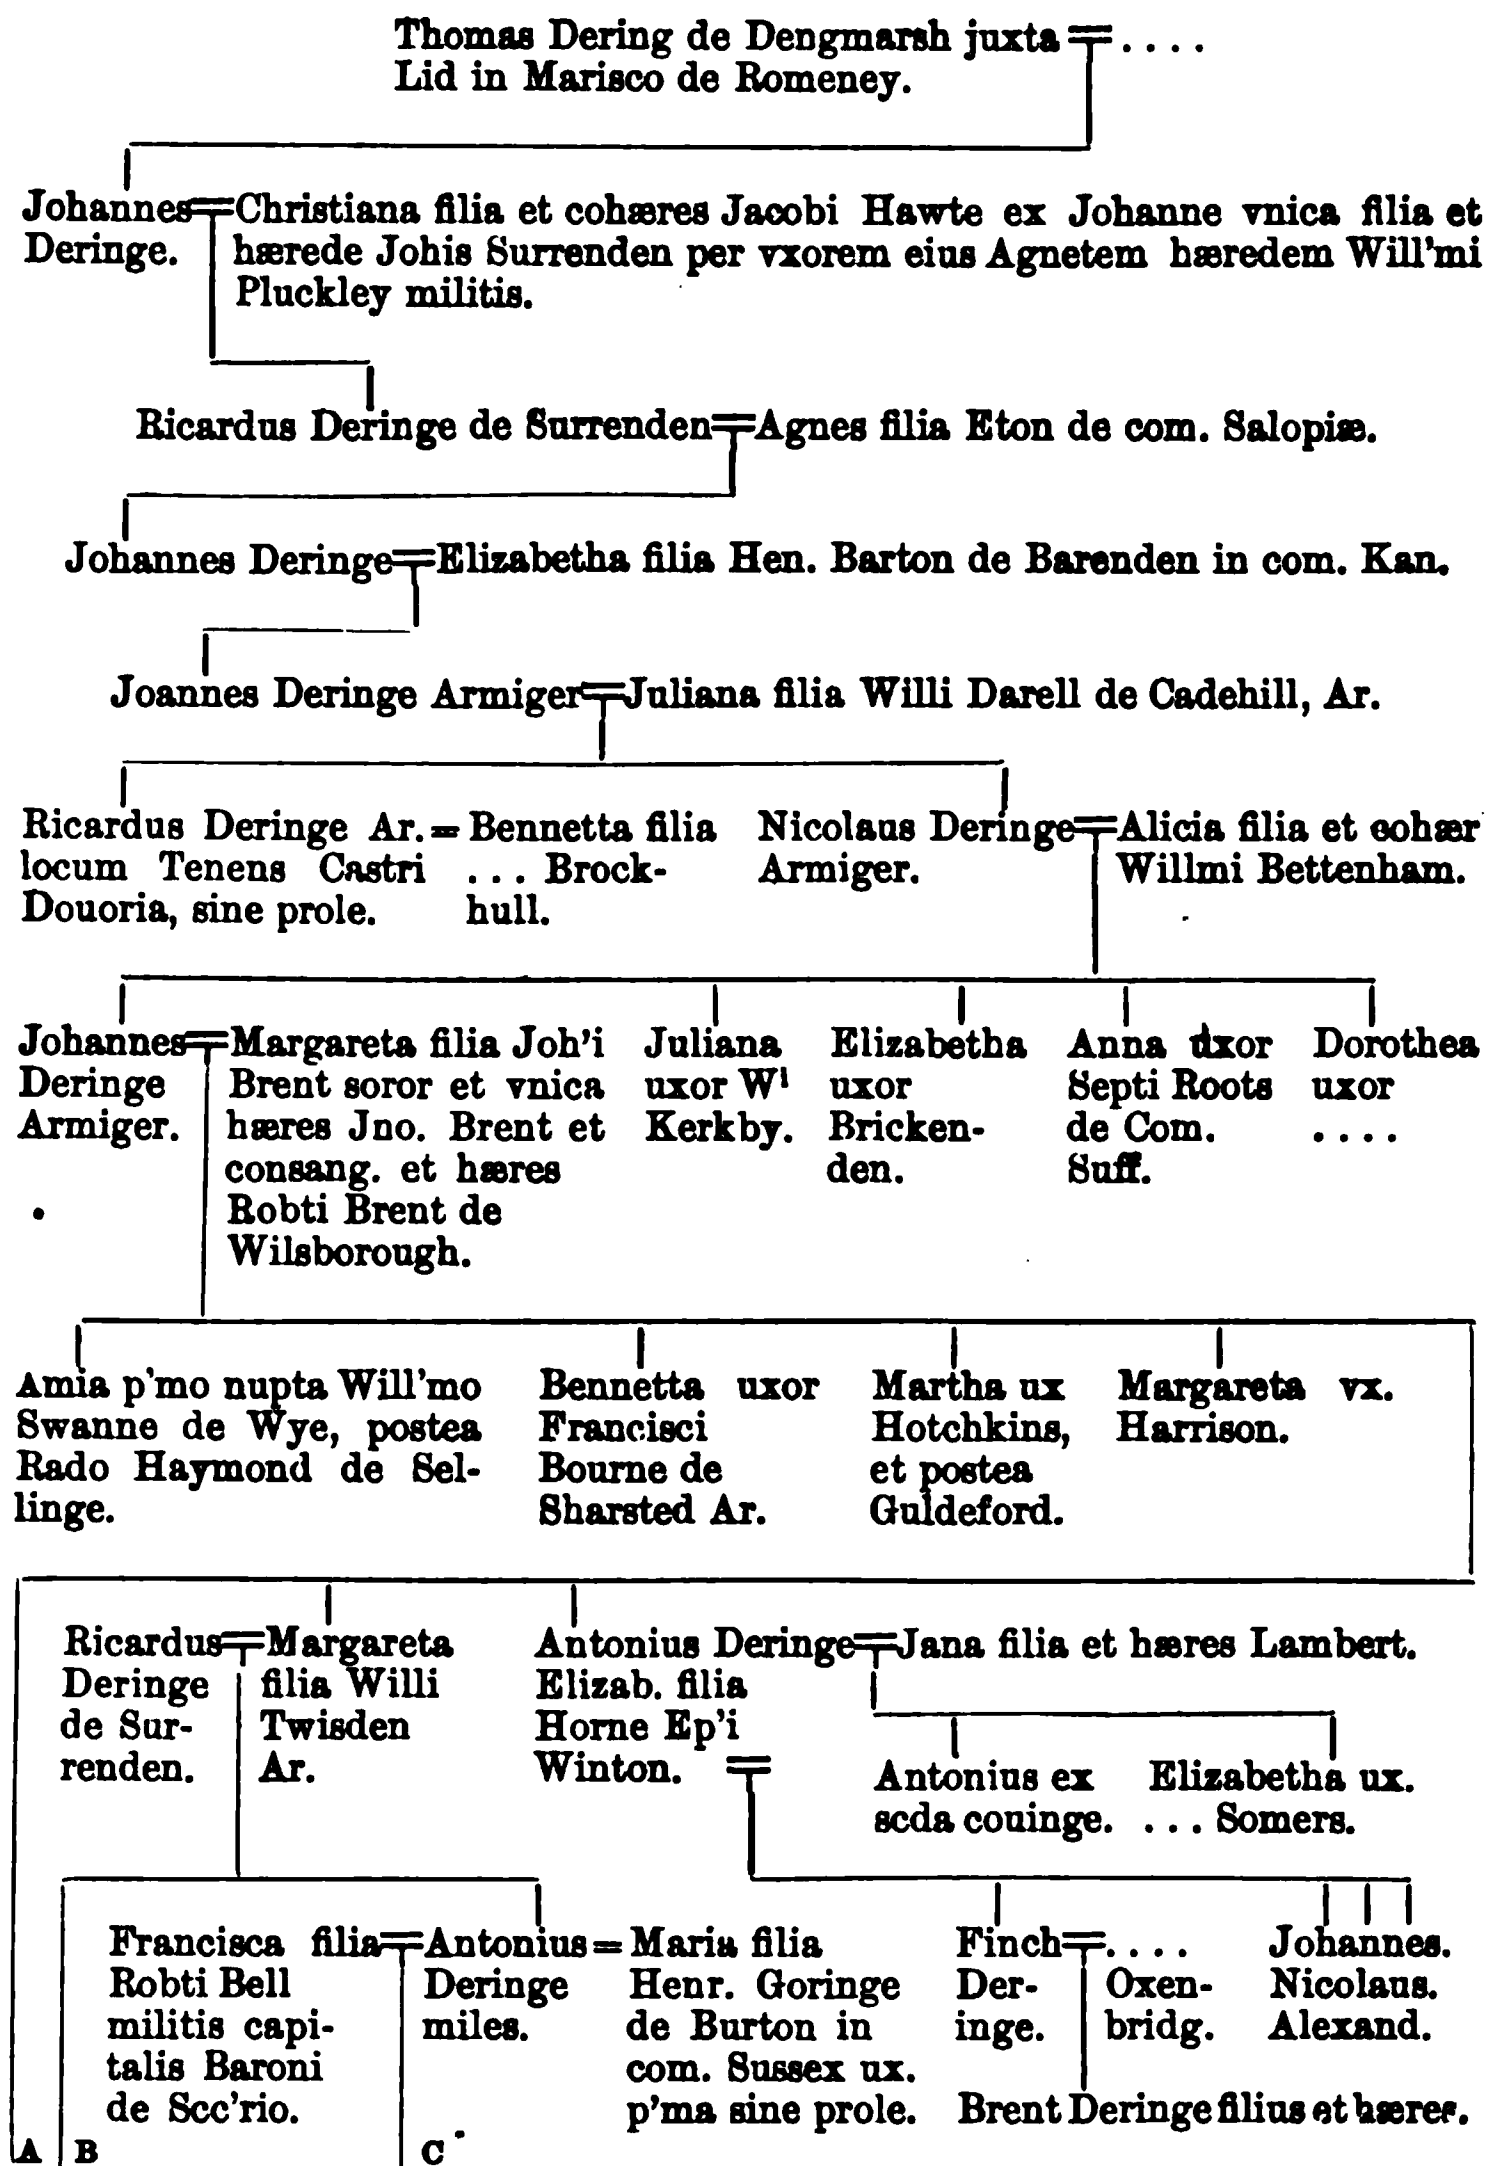 Thomas Dering de Dengmarsh juxta = ....
Lid in Marisco de Romeney.
Johannes = Christiana filia et cohæres Jacobi Hawte ex Johanne vnica filia et
Deringe. hærede Johis Surrenden per vxorem eius Agnetem hæredem Will'mi
Pluckley militis.
Ricardus Deringe de Surrenden = Agnes filia Eton de com. Salopiæ.
Johannes Deringe = Elizabetha filia Hen. Barton de Barenden in com. Kan.
Joannes Deringe Armiger = Juliana filia Willi Darell de Cadehill, Ar.
Ricardus Deringe Ar. = Bennetta filia
locum Tenens Castri ... Brock-
Douoria, sine prole. hull.
Nicolaus Deringe = Alicia filia et cohær
Armiger. Willmi Bettenham.
Johannes = Margareta filia Joh'i
Deringe Brent soror et vnica
Armiger. hæres Jno. Brent et
consang. et hæres
Robti Brent de
Wilsborough.
Juliana
uxor Wl
Kerkby.
Elizabetha
uxor
Bricken-
den.
Anna uxor
Septi Roots
de Com.
Suff.
Dorothea
uxor
....
Amia p'mo nupta Will'mo
Swanne de Wye, postea
Rado Haymond de Sel-
linge.
Bennetta uxor
Francisci
Bourne de
Sharsted Ar.
Martha ux
Hotchkins,
et postea
Guldeford.
Margareta vx.
Harrison.
Ricardus = Margareta
Deringe filia Willi
de Sur- Twisden
renden. Ar.
Antonius Deringe = Jana filia et hæres Lambert.
Elizab. filia
Horne Ep'i
Winton. =
Antonius ex
scda couinge.
Elizabetha ux.
... Somers.
Francisca filia = Antonius = Maria filia
Robti Bell Deringe Henr. Goringe
militis capi- miles. de Burton in
talis Baroni com. Sussex ux.
de Scc'rio. p'ma sine prole.
Finch = ....
Der- Oxen-
inge. bridg.
Johannes.
Nicolaus.
Alexand.
Brent Deringe filius et hæres.
A B C